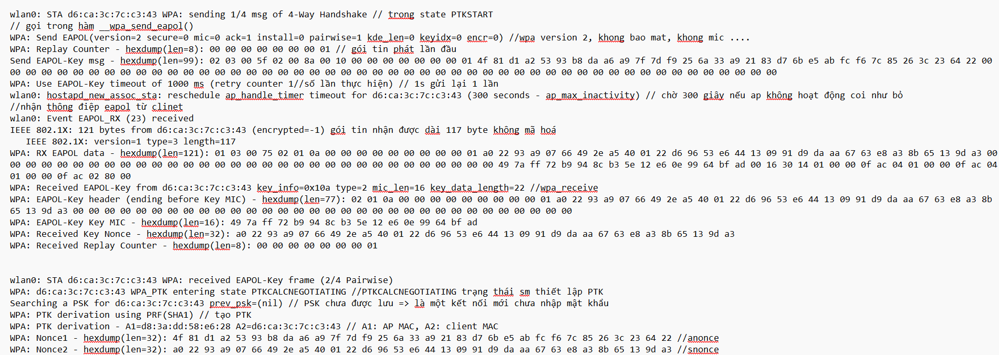 wlan0: STA d6:ca:3c:7c:c3:43 WPA: sending 1/4 msg of 4-Way Handshake // trong state PTKSTART
// gọi trong hàm __wpa_send_eapol()
WPA: Send EAPOL(version=2 secure=0 mic=0 ack=1 install=0 pairwise=1 kde_len=0 keyidx=0 encr=0) //wpa version 2, khong bao mat, khong mic ....
WPA: Replay Counter - hexdump(len=8): 00 00 00 00 00 00 00 01 // gói tin phát lần đầu
Send EAPOL-Key msg - hexdump(len=99): 02 03 00 5f 02 00 8a 00 10 00 00 00 00 00 00 00 01 4f 81 d1 a2 53 93 b8 da a6 a9 7f 7d f9 25 6a 33 a9 21 83 d7 6b e5 ab fc f6 7c 85 26 3c 23 64 22 00
00 00 00 00 00 00 00 00 00 00 00 00 00 00 00 00 00 00 00 00 00 00 00 00 00 00 00 00 00 00 00 00 00 00 00 00 00 00 00 00 00 00 00 00 00 00 00 00 00
WPA: Use EAPOL-Key timeout of 1000 ms (retry counter 1//số lần thực hiện) // 1s gửi lại 1 lần
wlan0: hostapd_new_assoc_sta: reschedule ap_handle_timer timeout for d6:ca:3c:7c:c3:43 (300 seconds - ap_max_inactivity) // chờ 300 giây nếu ap không hoạt động coi như bỏ
//nhận thông điệp eapol từ clinet
wlan0: Event EAPOL_RX (23) received
IEEE 802.1X: 121 bytes from d6:ca:3c:7c:c3:43 (encrypted=-1) gói tin nhận được dài 117 byte không mã hoá
IEEE 802.1X: version=1 type=3 length=117
WPA: RX EAPOL data - hexdump(len=121): 01 03 00 75 02 01 0a 00 00 00 00 00 00 00 00 00 01 a0 22 93 a9 07 66 49 2e a5 40 01 22 d6 96 53 e6 44 13 09 91 d9 da aa 67 63 e8 a3 8b 65 13 9d a3 00
00 00 00 00 00 00 00 00 00 00 00 00 00 00 00 00 00 00 00 00 00 00 00 00 00 00 00 00 00 00 00 49 7a ff 72 b9 94 8c b3 5e 12 e6 0e 99 64 bf ad 00 16 30 14 01 00 00 0f ac 04 01 00 00 0f ac 04
01 00 00 0f ac 02 80 00
WPA: Received EAPOL-Key from d6:ca:3c:7c:c3:43 key_info=0x10a type=2 mic_len=16 key_data_length=22 //wpa_receive
WPA: EAPOL-Key header (ending before Key MIC) - hexdump(len=77): 02 01 0a 00 00 00 00 00 00 00 00 00 01 a0 22 93 a9 07 66 49 2e a5 40 01 22 d6 96 53 e6 44 13 09 91 d9 da aa 67 63 e8 a3 8b
65 13 9d a3 00 00 00 00 00 00 00 00 00 00 00 00 00 00 00 00 00 00 00 00 00 00 00 00 00 00 00 00 00 00 00 00
WPA: EAPOL-Key Key MIC - hexdump(len=16): 49 7a ff 72 b9 94 8c b3 5e 12 e6 0e 99 64 bf ad
WPA: Received Key Nonce - hexdump(len=32): a0 22 93 a9 07 66 49 2e a5 40 01 22 d6 96 53 e6 44 13 09 91 d9 da aa 67 63 e8 a3 8b 65 13 9d a3
WPA: Received Replay Counter - hexdump(len=8): 00 00 00 00 00 00 00 01
wlan0: STA d6:ca:3c:7c:c3:43 WPA: received EAPOL-Key frame (2/4 Pairwise)
WPA: d6:ca:3c:7c:c3:43 WPA_PTK entering state PTKCALCNEGOTIATING //PTKCALCNEGOTIATING trạng thái sm thiết lập PTK
Searching a PSK for d6:ca:3c:7c:c3:43 prev_psk=(nil) // PSK chưa được lưu => là một kết nối mới chưa nhập mật khẩu
WPA: PTK derivation using PRF(SHA1) // tạo PTK
WPA: PTK derivation - A1=d8:3a:dd:58:e6:28 A2=d6:ca:3c:7c:c3:43 // A1: AP MAC, A2: client MAC
WPA: Nonce1 - hexdump(len=32): 4f 81 d1 a2 53 93 b8 da a6 a9 7f 7d f9 25 6a 33 a9 21 83 d7 6b e5 ab fc f6 7c 85 26 3c 23 64 22 //anonce
WPA: Nonce2 - hexdump(len=32): a0 22 93 a9 07 66 49 2e a5 40 01 22 d6 96 53 e6 44 13 09 91 d9 da aa 67 63 e8 a3 8b 65 13 9d a3 //snonce